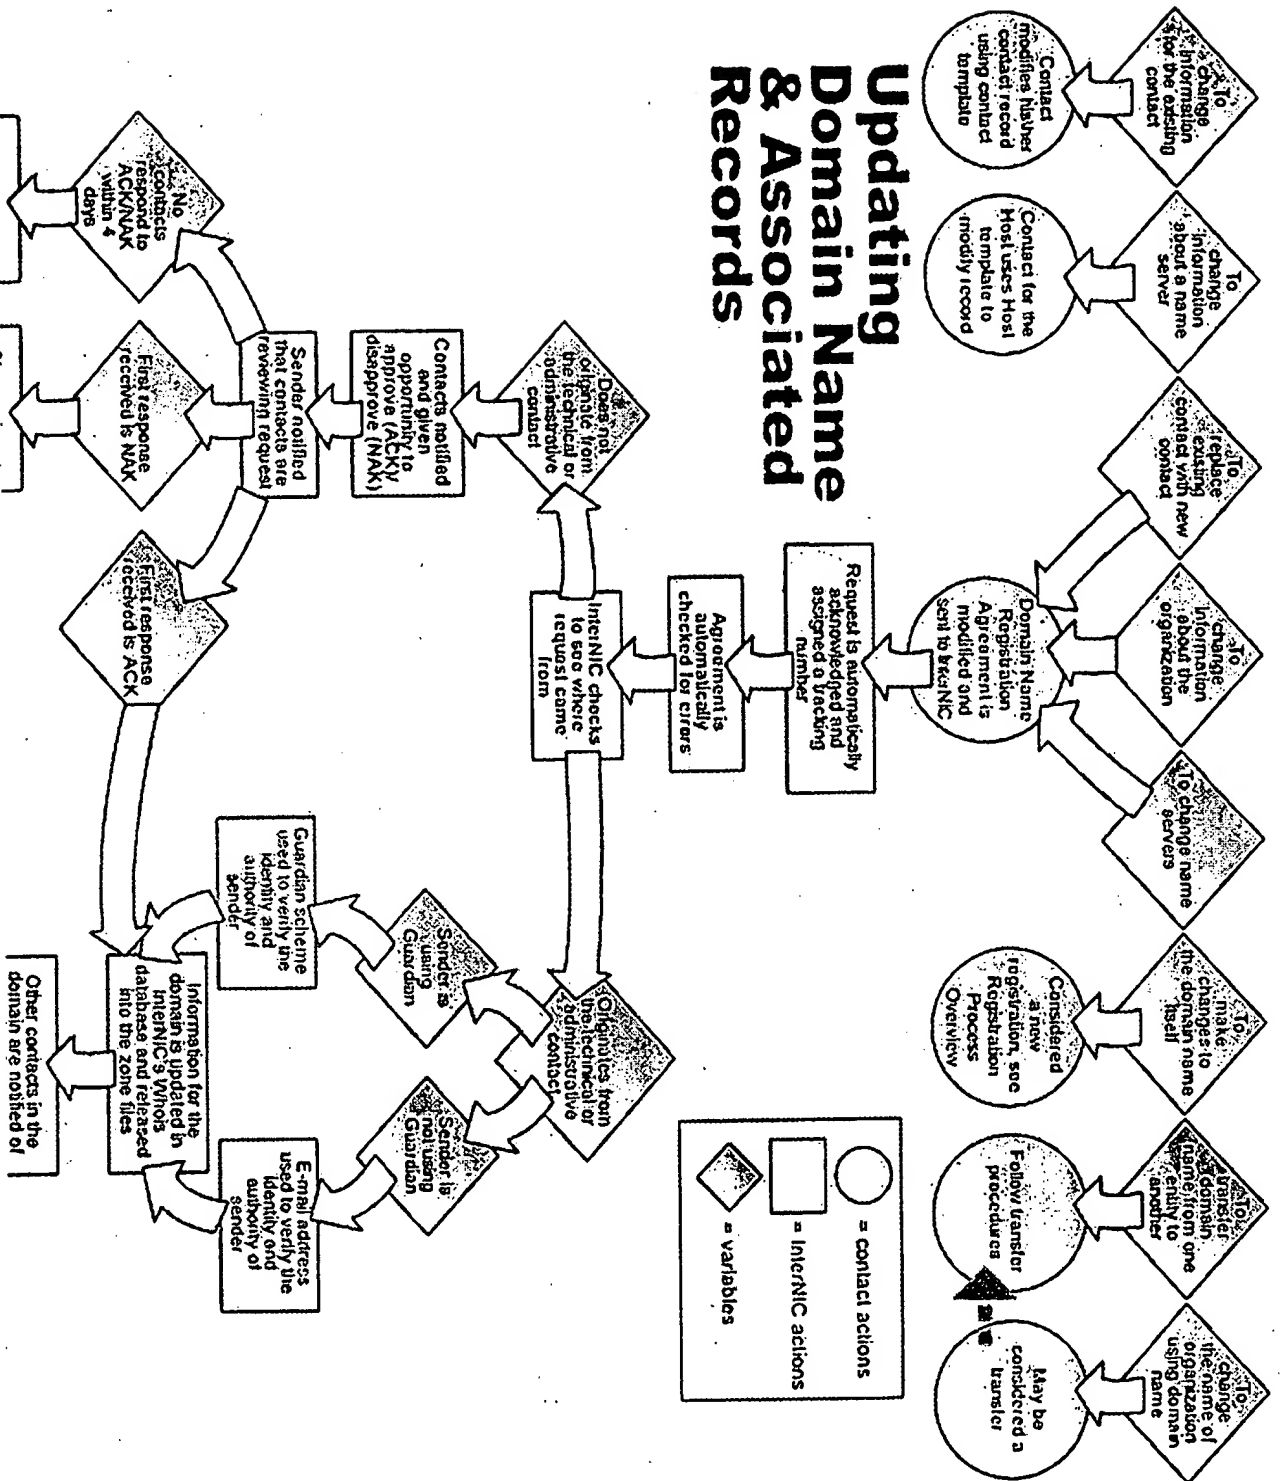 To
change
information
for the existing
contact
To
change
information
about a name
server
To
replace
existing
contact with new
contact
To
change
information
about the
organization
To change name
servers
To
make
changes to
the domain name
itself
To
transfer
domain
name from one
entity to
another
To
change
the name of
organization
using domain
name
Contact
modifies his/her
contact record
using contact
template
Contact for the
Host uses Host
template to
modify record
Domain Name
Registration
Agreement is
modified and
sent to InterNIC
Considered
a new
registration, see
Registration
Process
Overview
Follow transfer
procedures
May be
considered a
transfer
Updating
Domain Name
& Associated
Records
Request is automatically
acknowledged and
assigned a tracking
number
= contact actions
= InterNIC actions
= variables
Agreement is
automatically
checked for errors
InterNIC checks
to see where
request came
from
Does not
originate from
the technical or
administrative
contact
Originates from
the technical or
administrative
contact
Contacts notified
and given
opportunity to
approve (ACK)/
disapprove (NAK)
Sender is
using
Guardian
Sender is
not using
Guardian
Sender notified
that contacts are
reviewing request
Guardian scheme
used to verify the
identity and
authority of
sender
E-mail address
used to verify the
identity and
authority of
sender
No
contacts
respond to
ACK/NAK
within 4
days
First response
received is NAK
First response
received is ACK
Information for the
domain is updated in
InterNIC's Whois
database and released
into the zone files
Other contacts in the
domain are notified of